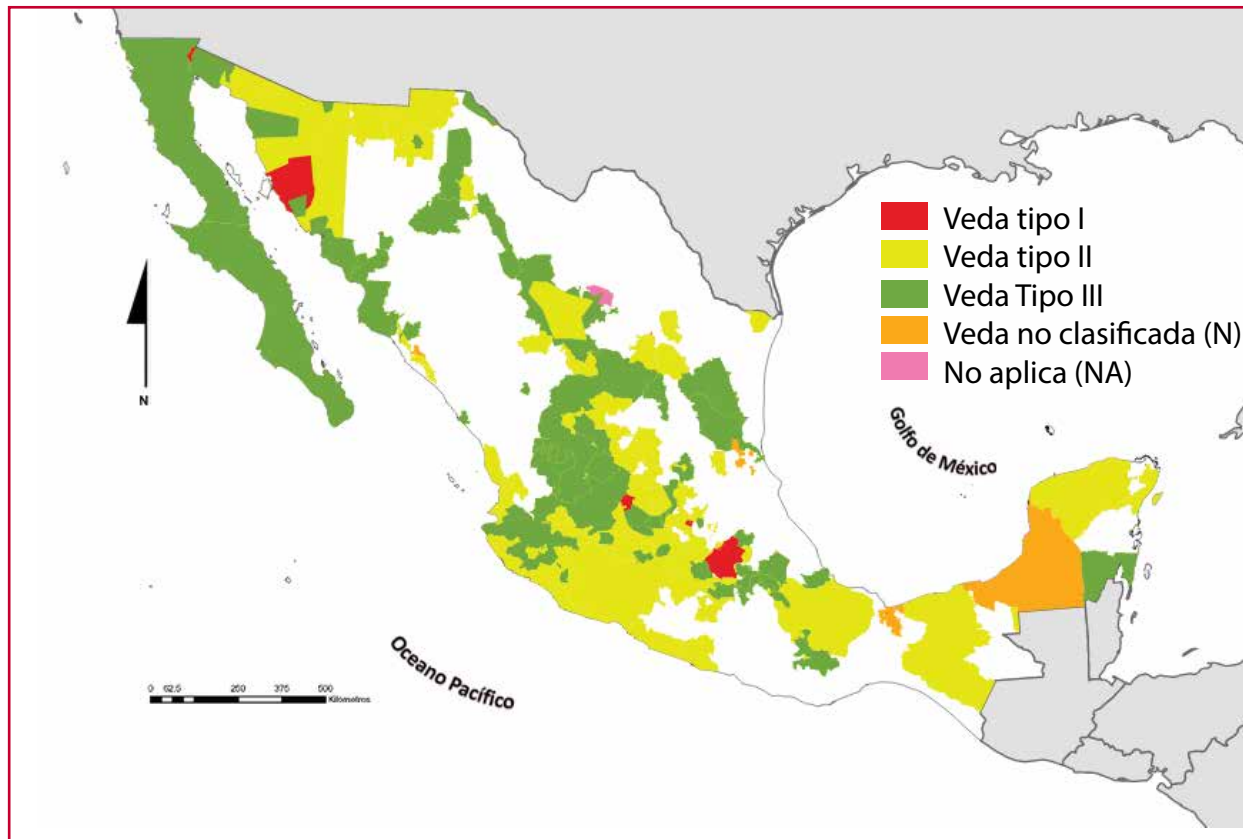 Veda tipo I
Veda tipo II
Veda Tipo III
Veda no clasificada (N)
No aplica (NA)
Golfo de México
N
Oceano Pacífico
0 62.5 250 375 500
Kilómetros